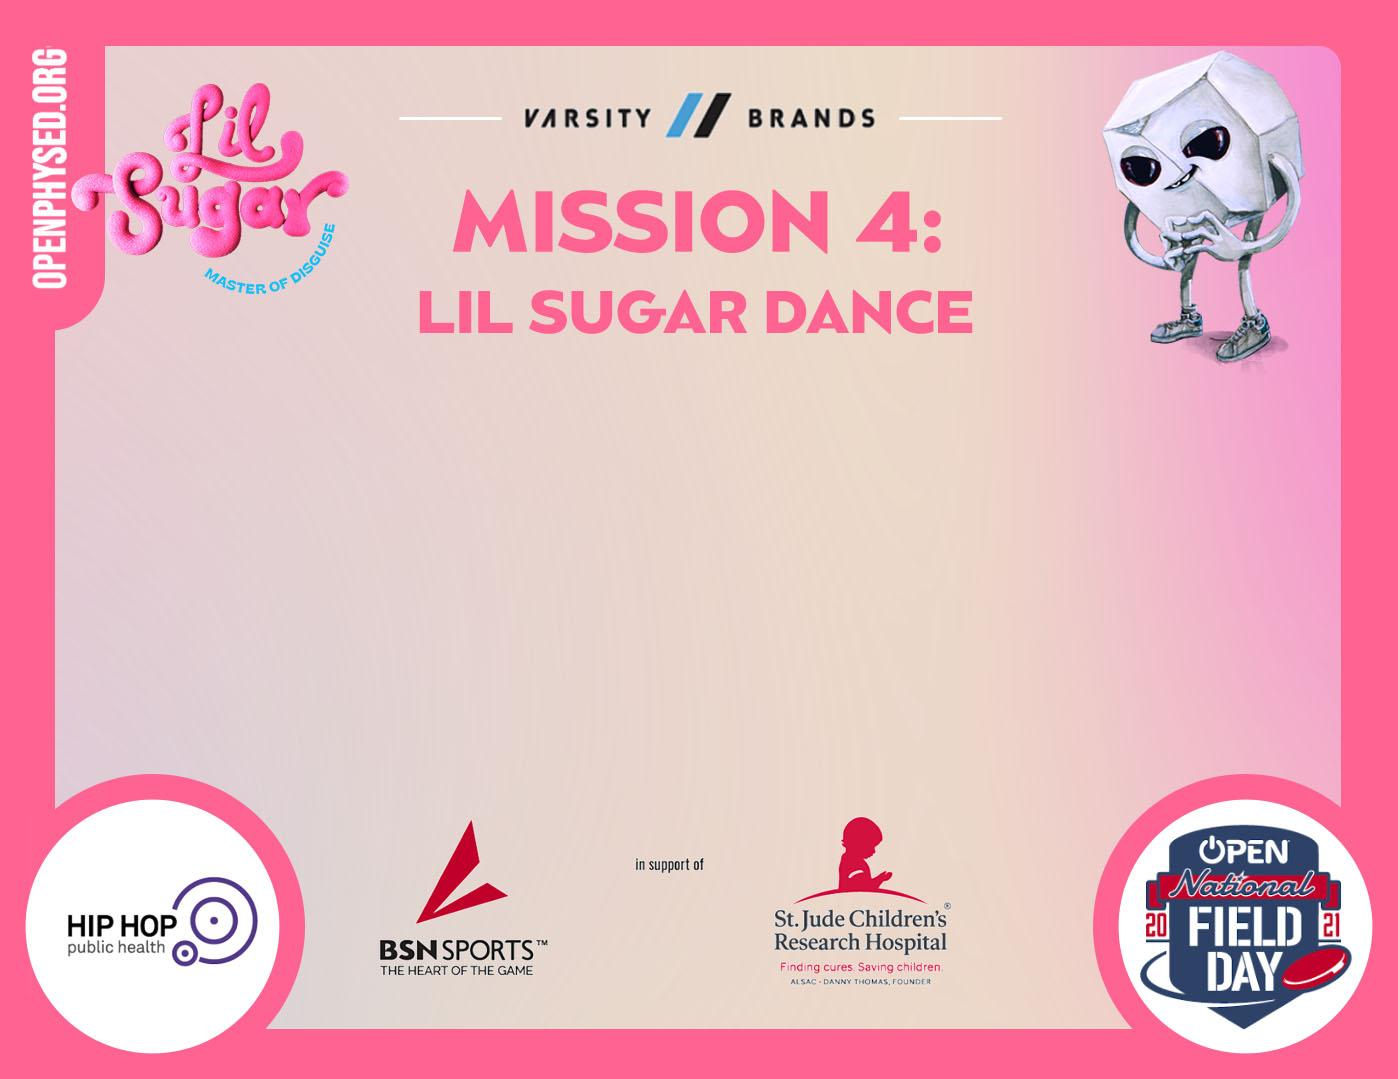 OPENPHYSED.ORG
Lil
Sugar
MASTER OF DISGUISE
VARSITY BRANDS
MISSION 4:
LIL SUGAR DANCE
HIP HOP
public health
BSN SPORTS™
THE HEART OF THE GAME
in support of
St. Jude Children's®
Research Hospital
Finding cures. Saving children.
ALSAC · DANNY THOMAS, FOUNDER
OPEN
National
20 FIELD 21
DAY